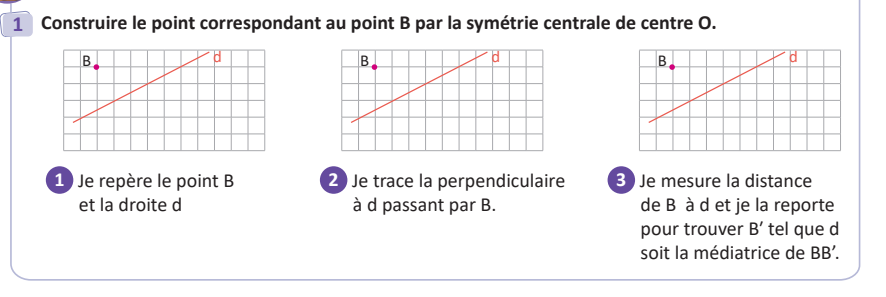 1 Construire le point correspondant au point B par la symétrie centrale de centre O.
B d
B d
B d
1 Je repère le point B
et la droite d
2 Je trace la perpendiculaire
à d passant par B.
3 Je mesure la distance
de B à d et je la reporte
pour trouver B′ tel que d
soit la médiatrice de BB′.